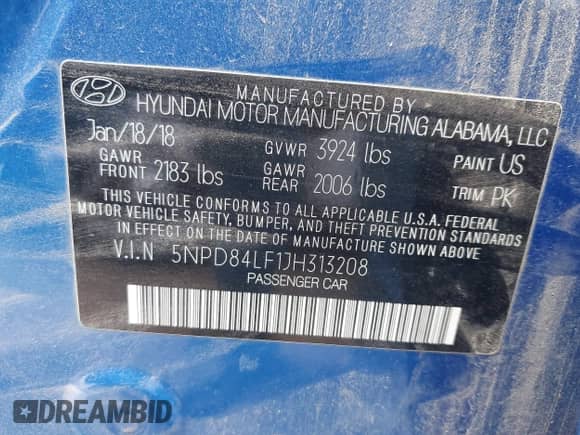 MANUFACTURED BY
HYUNDAI MOTOR MANUFACTURING ALABAMA, LLC
Jan/18/18 GVWR 3924 lbs PAINT US
GAWR FRONT 2183 lbs GAWR REAR 2006 lbs TRIM PK
THIS VEHICLE CONFORMS TO ALL APPLICABLE U.S.A. FEDERAL
MOTOR VEHICLE SAFETY, BUMPER, AND THEFT PREVENTION STANDARDS
IN EFFECT ON THE DATE OF MANUFACTURE SHOWN ABOVE
V.I.N 5NPD84LF1JH313208
PASSENGER CAR
DREAMBID